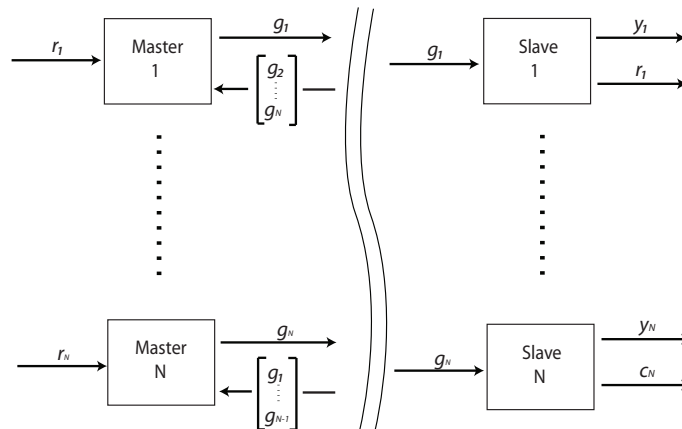 r₁
Master
1
g₁
g₂
gN
g₁
Slave
1
y₁
r₁
rN
Master
N
gN
g₁
gN-1
gN
Slave
N
yN
cN